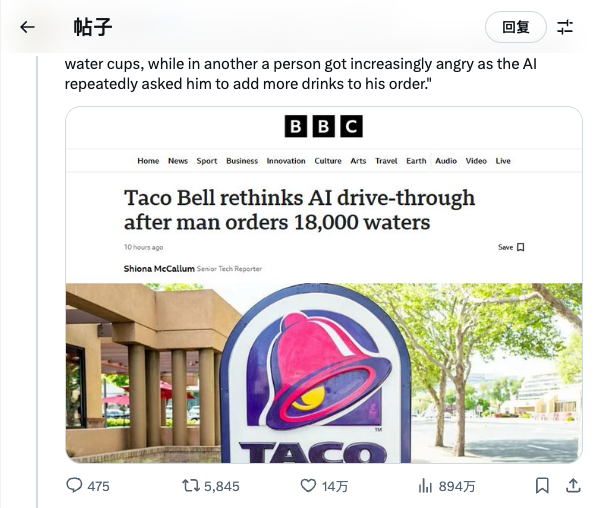 帖子
回复
water cups, while in another a person got increasingly angry as the AI
repeatedly asked him to add more drinks to his order."
BBC
Home News Sport Business Innovation Culture Arts Travel Earth Audio Video Live
Taco Bell rethinks AI drive-through
after man orders 18,000 waters
10 hours ago
Save
Shiona McCallum Senior Tech Reporter
TACO
TM
475 5,845 14万 894万